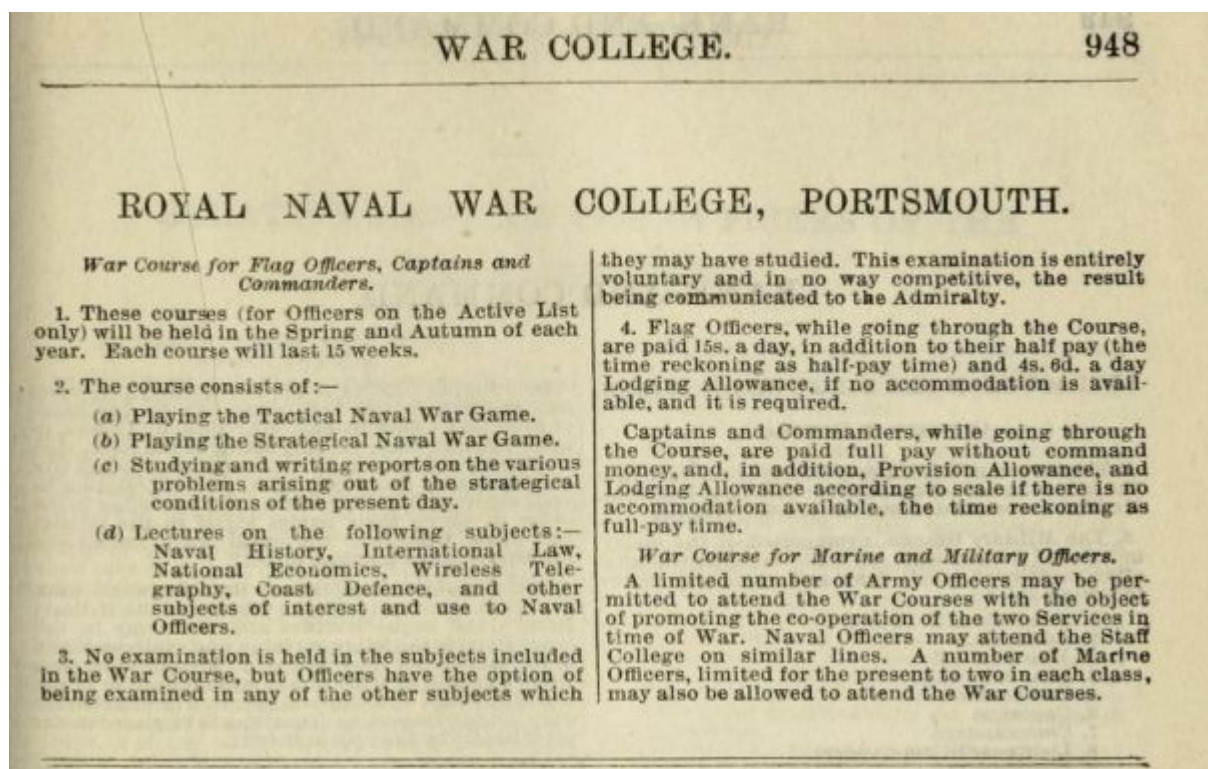 WAR COLLEGE. 948
ROYAL NAVAL WAR COLLEGE, PORTSMOUTH.
War Course for Flag Officers, Captains and
Commanders.
1. These courses (for Officers on the Active List
only) will be held in the Spring and Autumn of each
year. Each course will last 15 weeks.
2. The course consists of:—
(a) Playing the Tactical Naval War Game.
(b) Playing the Strategical Naval War Game.
(c) Studying and writing reports on the various
problems arising out of the strategical
conditions of the present day.
(d) Lectures on the following subjects:—
Naval History, International Law,
National Economics, Wireless Tele-
graphy, Coast Defence, and other
subjects of interest and use to Naval
Officers.
3. No examination is held in the subjects included
in the War Course, but Officers have the option of
being examined in any of the other subjects which
they may have studied. This examination is entirely
voluntary and in no way competitive, the result
being communicated to the Admiralty.
4. Flag Officers, while going through the Course,
are paid 15s. a day, in addition to their half pay (the
time reckoning as half-pay time) and 4s. 6d. a day
Lodging Allowance, if no accommodation is avail-
able, and it is required.
Captains and Commanders, while going through
the Course, are paid full pay without command
money, and, in addition, Provision Allowance, and
Lodging Allowance according to scale if there is no
accommodation available, the time reckoning as
full-pay time.
War Course for Marine and Military Officers.
A limited number of Army Officers may be per-
mitted to attend the War Courses with the object
of promoting the co-operation of the two Services in
time of War. Naval Officers may attend the Staff
College on similar lines. A number of Marine
Officers, limited for the present to two in each class,
may also be allowed to attend the War Courses.